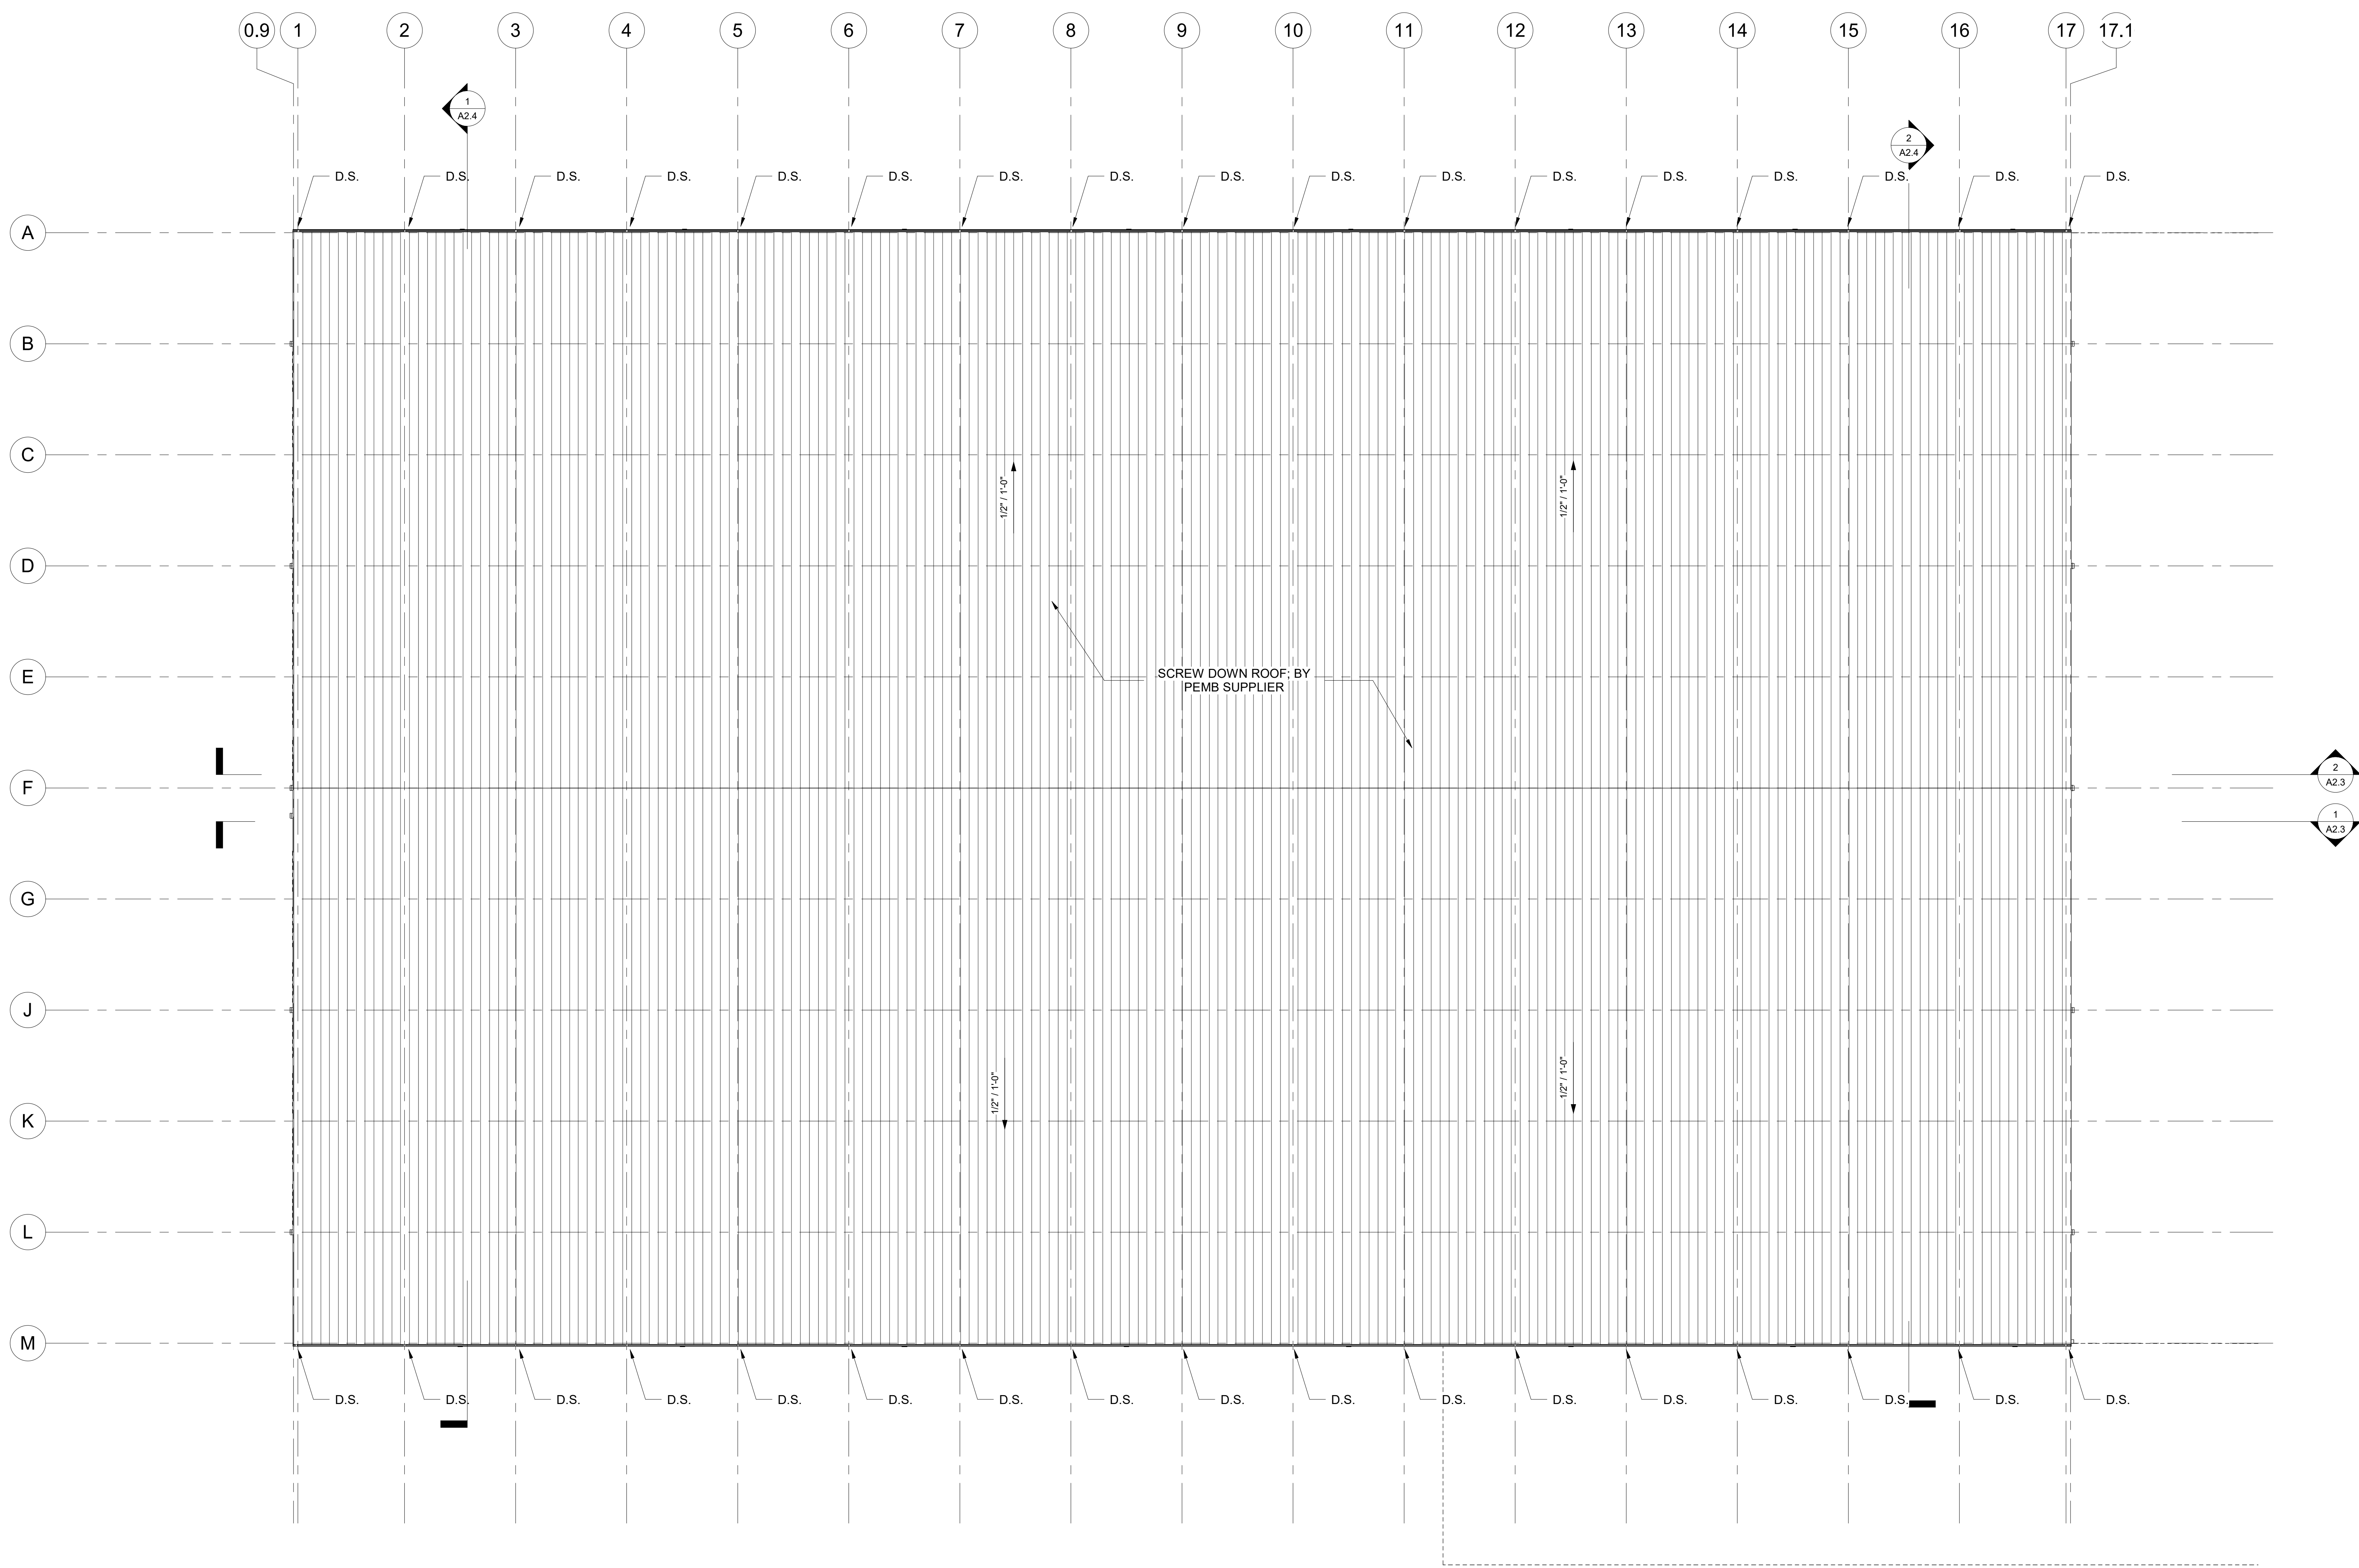 0.9 1 2 3 4 5 6 7 8 9 10 11 12 13 14 15 16 17 17.1
1
A2.4
2
A2.4
D.S. D.S. D.S. D.S. D.S. D.S. D.S. D.S. D.S. D.S. D.S. D.S. D.S. D.S. D.S. D.S. D.S.
A
B
C
1/2" / 1'-0" 1/2" / 1'-0"
D
E
SCREW DOWN ROOF; BY
PEMB SUPPLIER
F
2
A2.3
1
A2.3
G
J
1/2" / 1'-0" 1/2" / 1'-0"
K
L
M
D.S. D.S. D.S. D.S. D.S. D.S. D.S. D.S. D.S. D.S. D.S. D.S. D.S. D.S. D.S. D.S. D.S.